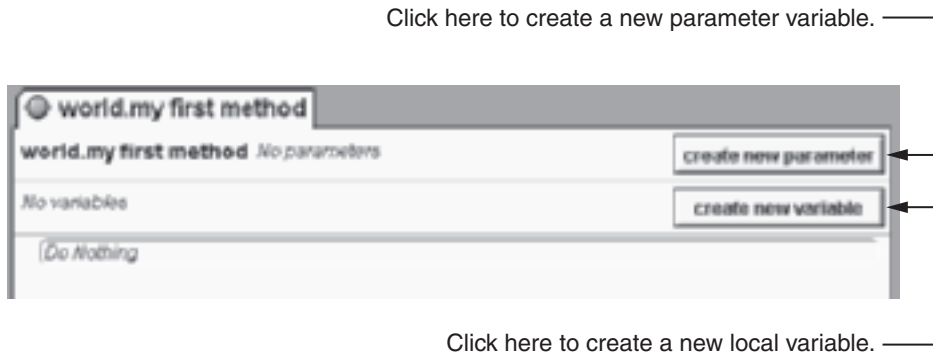 Click here to create a new parameter variable.
world.my first method
world.my first method No parameters
create new parameter
No variables
create new variable
Do Nothing
Click here to create a new local variable.